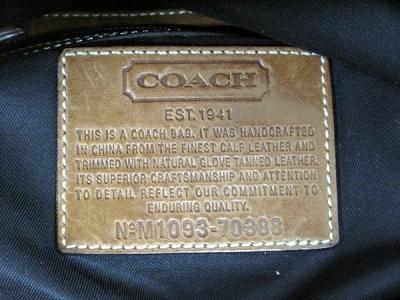 COACH
EST. 1941
THIS IS A COACH BAG. IT WAS HANDCRAFTED
IN CHINA FROM THE FINEST CALF LEATHER AND
TRIMMED WITH NATURAL GLOVE TANNED LEATHER.
ITS SUPERIOR CRAFTSMANSHIP AND ATTENTION
TO DETAIL REFLECT OUR COMMITMENT TO
ENDURING QUALITY.
Nº M1093-70388